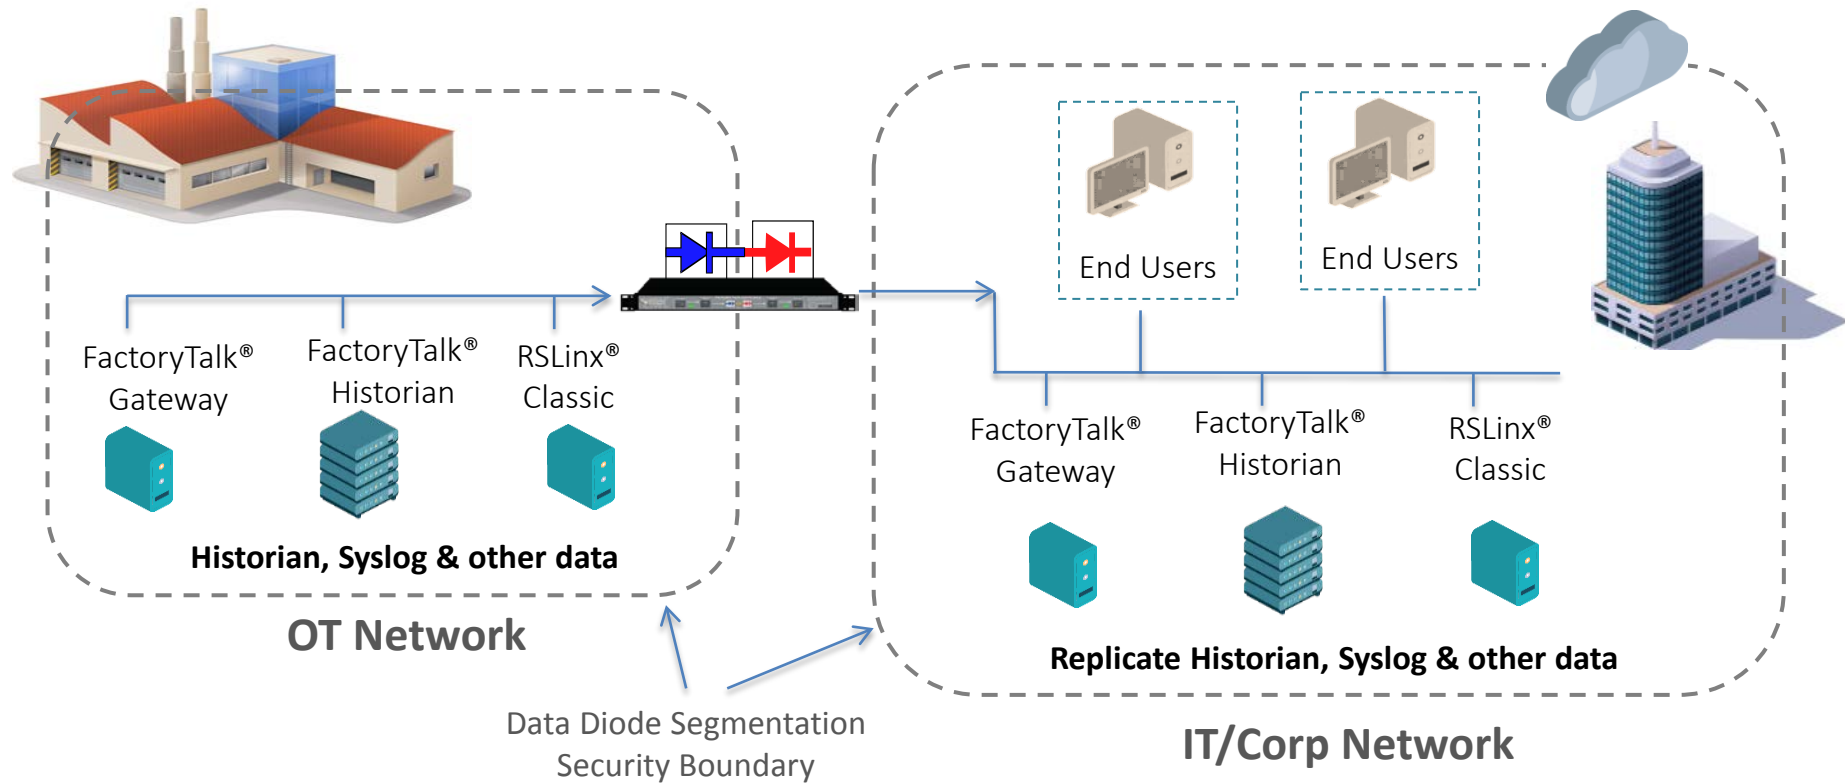 End Users
End Users
FactoryTalk®
Gateway
FactoryTalk®
Historian
RSLinx®
Classic
Historian, Syslog & other data
OT Network
FactoryTalk®
Gateway
FactoryTalk®
Historian
RSLinx®
Classic
Replicate Historian, Syslog & other data
IT/Corp Network
Data Diode Segmentation
Security Boundary